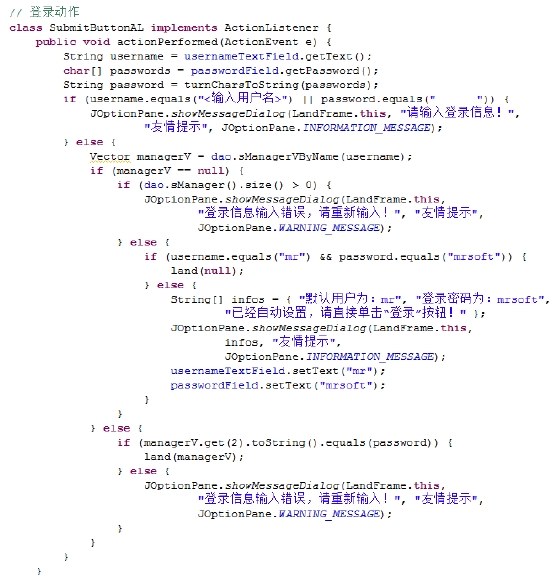 // 登录动作
class SubmitButtonAL implements ActionListener {
    public void actionPerformed(ActionEvent e) {
        String username = usernameTextField.getText();
        char[] passwords = passwordField.getPassword();
        String password = turnCharsToString(passwords);
        if (username.equals("<输入用户名>") || password.equals("      ")) {
            JOptionPane.showMessageDialog(LandFrame.this, "请输入登录信息！",
                    "友情提示", JOptionPane.INFORMATION_MESSAGE);
        } else {
            Vector managerV = dao.sManagerVByName(username);
            if (managerV == null) {
                if (dao.sManager().size() > 0) {
                    JOptionPane.showMessageDialog(LandFrame.this,
                            "登录信息输入错误，请重新输入！", "友情提示",
                            JOptionPane.WARNING_MESSAGE);
                } else {
                    if (username.equals("mr") && password.equals("mrsoft")) {
                        land(null);
                    } else {
                        String[] infos = { "默认用户为：mr", "登录密码为：mrsoft",
                                "已经自动设置，请直接单击“登录”按钮！" };
                        JOptionPane.showMessageDialog(LandFrame.this,
                                infos, "友情提示",
                                JOptionPane.INFORMATION_MESSAGE);
                        usernameTextField.setText("mr");
                        passwordField.setText("mrsoft");
                    }
                }
            } else {
                if (managerV.get(2).toString().equals(password)) {
                    land(managerV);
                } else {
                    JOptionPane.showMessageDialog(LandFrame.this,
                            "登录信息输入错误，请重新输入！", "友情提示",
                            JOptionPane.WARNING_MESSAGE);
                }
            }
        }
    }